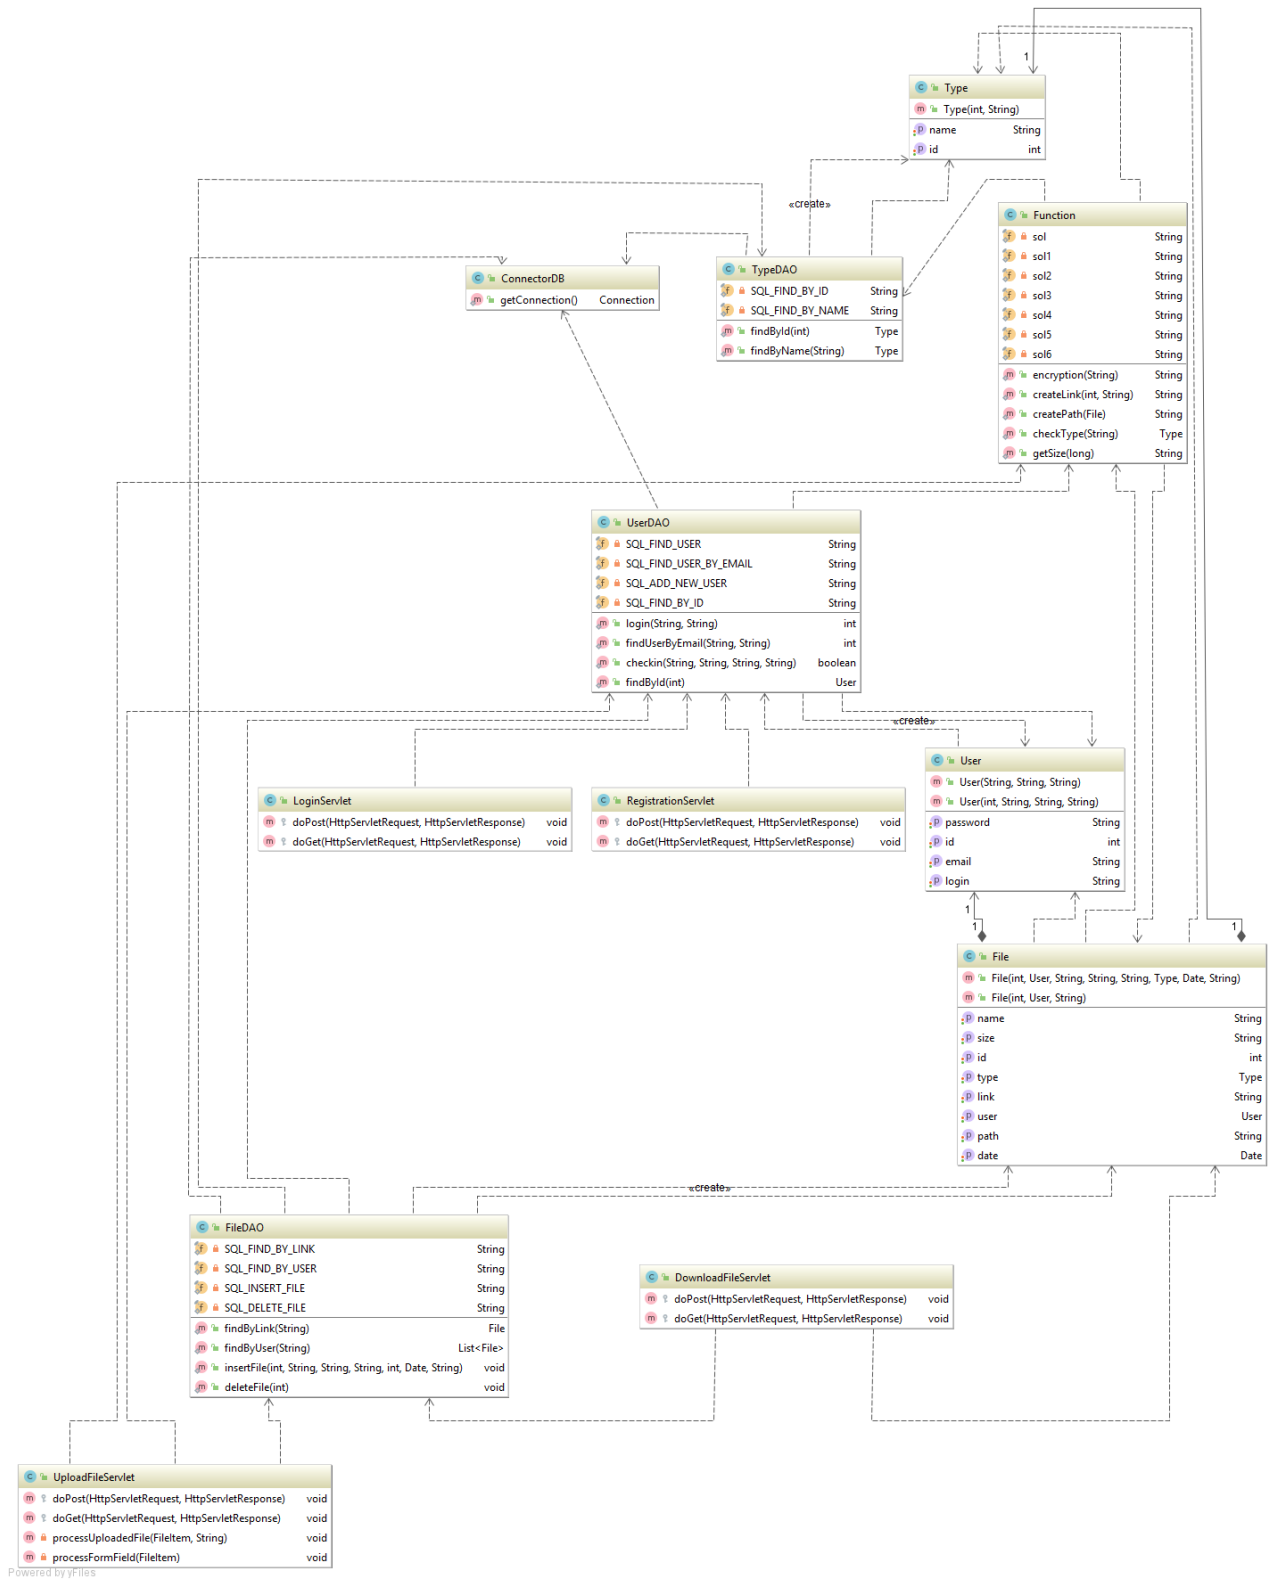 1
Type
Type(int, String)
name String
id int
«create»
Function
sol String
sol1 String
sol2 String
sol3 String
sol4 String
sol5 String
sol6 String
encryption(String) String
createLink(int, String) String
createPath(File) String
checkType(String) Type
getSize(long) String
ConnectorDB
getConnection() Connection
TypeDAO
SQL_FIND_BY_ID String
SQL_FIND_BY_NAME String
findById(int) Type
findByName(String) Type
UserDAO
SQL_FIND_USER String
SQL_FIND_USER_BY_EMAIL String
SQL_ADD_NEW_USER String
SQL_FIND_BY_ID String
login(String, String) int
findUserByEmail(String, String) int
checkin(String, String, String, String) boolean
findById(int) User
«create»
LoginServlet
doPost(HttpServletRequest, HttpServletResponse) void
doGet(HttpServletRequest, HttpServletResponse) void
RegistrationServlet
doPost(HttpServletRequest, HttpServletResponse) void
doGet(HttpServletRequest, HttpServletResponse) void
User
User(String, String, String)
User(int, String, String, String)
password String
id int
email String
login String
1
1
1
File
File(int, User, String, String, String, Type, Date, String)
File(int, User, String)
name String
size String
id int
type Type
link String
user User
path String
date Date
«create»
FileDAO
SQL_FIND_BY_LINK String
SQL_FIND_BY_USER String
SQL_INSERT_FILE String
SQL_DELETE_FILE String
findByLink(String) File
findByUser(String) List<File>
insertFile(int, String, String, String, int, Date, String) void
deleteFile(int) void
DownloadFileServlet
doPost(HttpServletRequest, HttpServletResponse) void
doGet(HttpServletRequest, HttpServletResponse) void
UploadFileServlet
doPost(HttpServletRequest, HttpServletResponse) void
doGet(HttpServletRequest, HttpServletResponse) void
processUploadedFile(FileItem, String) void
processFormField(FileItem) void
Powered by yFiles